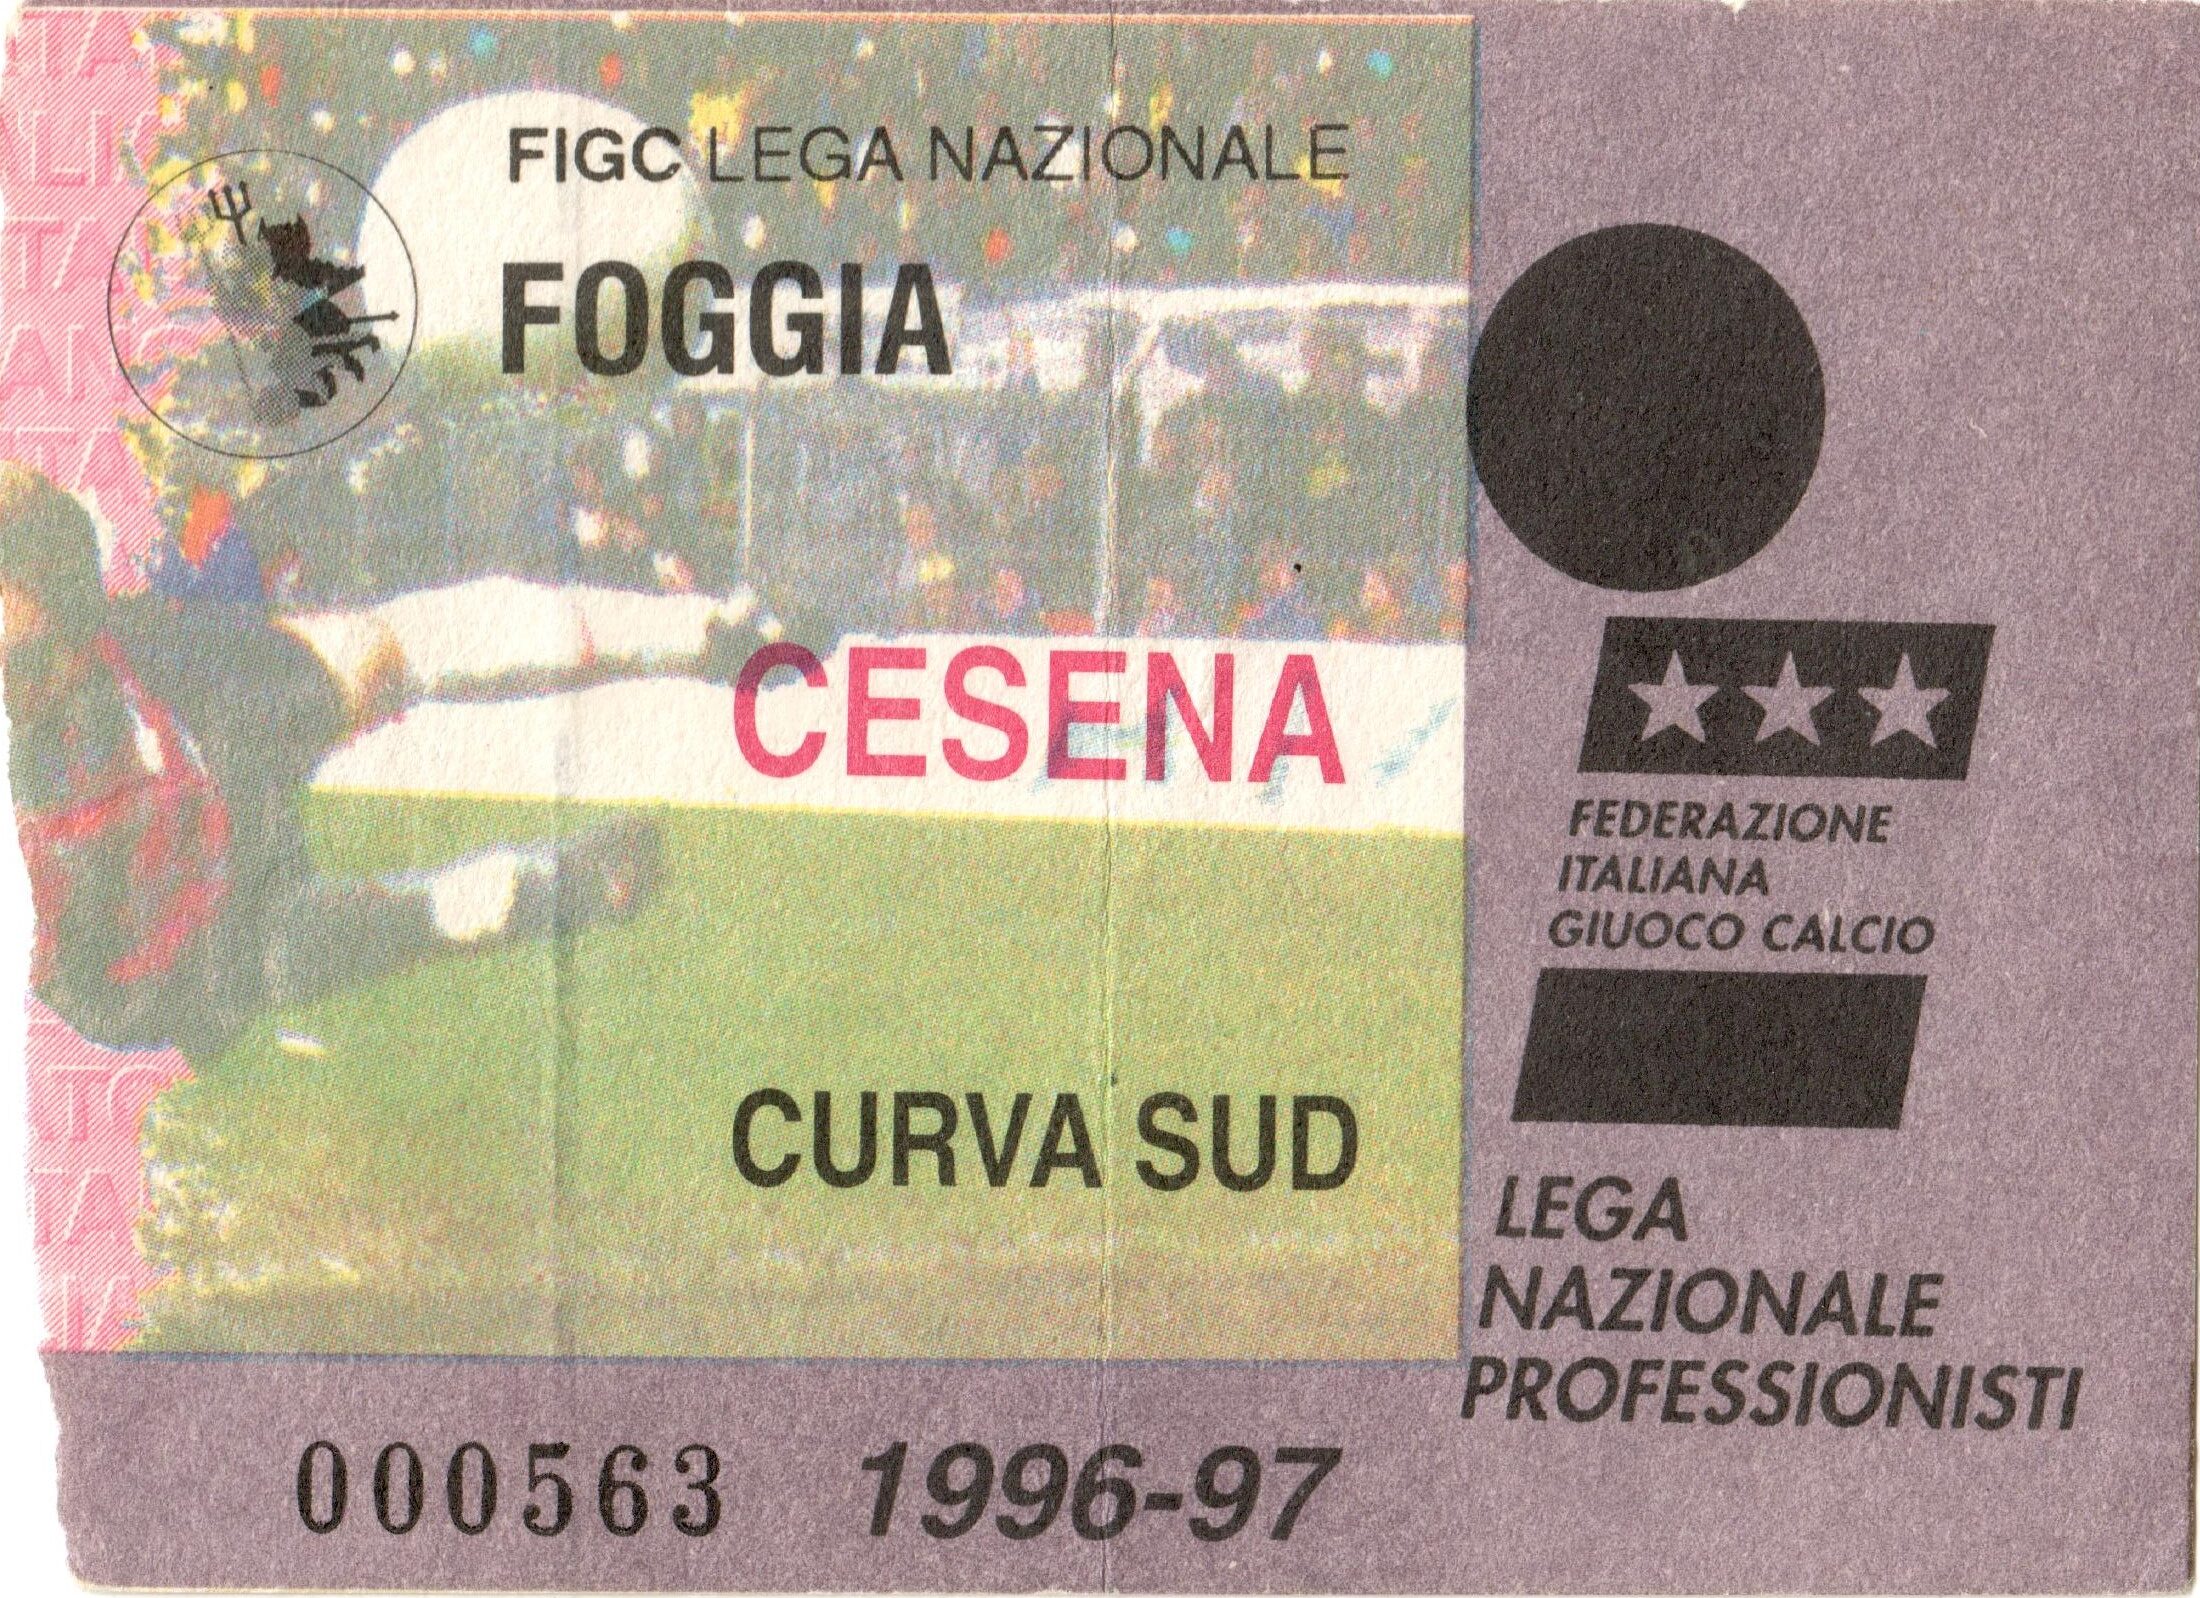 FIGC LEGA NAZIONALE
FOGGIA
CESENA
CURVA SUD
000563 1996-97
FEDERAZIONE
ITALIANA
GIUOCO CALCIO
LEGA
NAZIONALE
PROFESSIONISTI